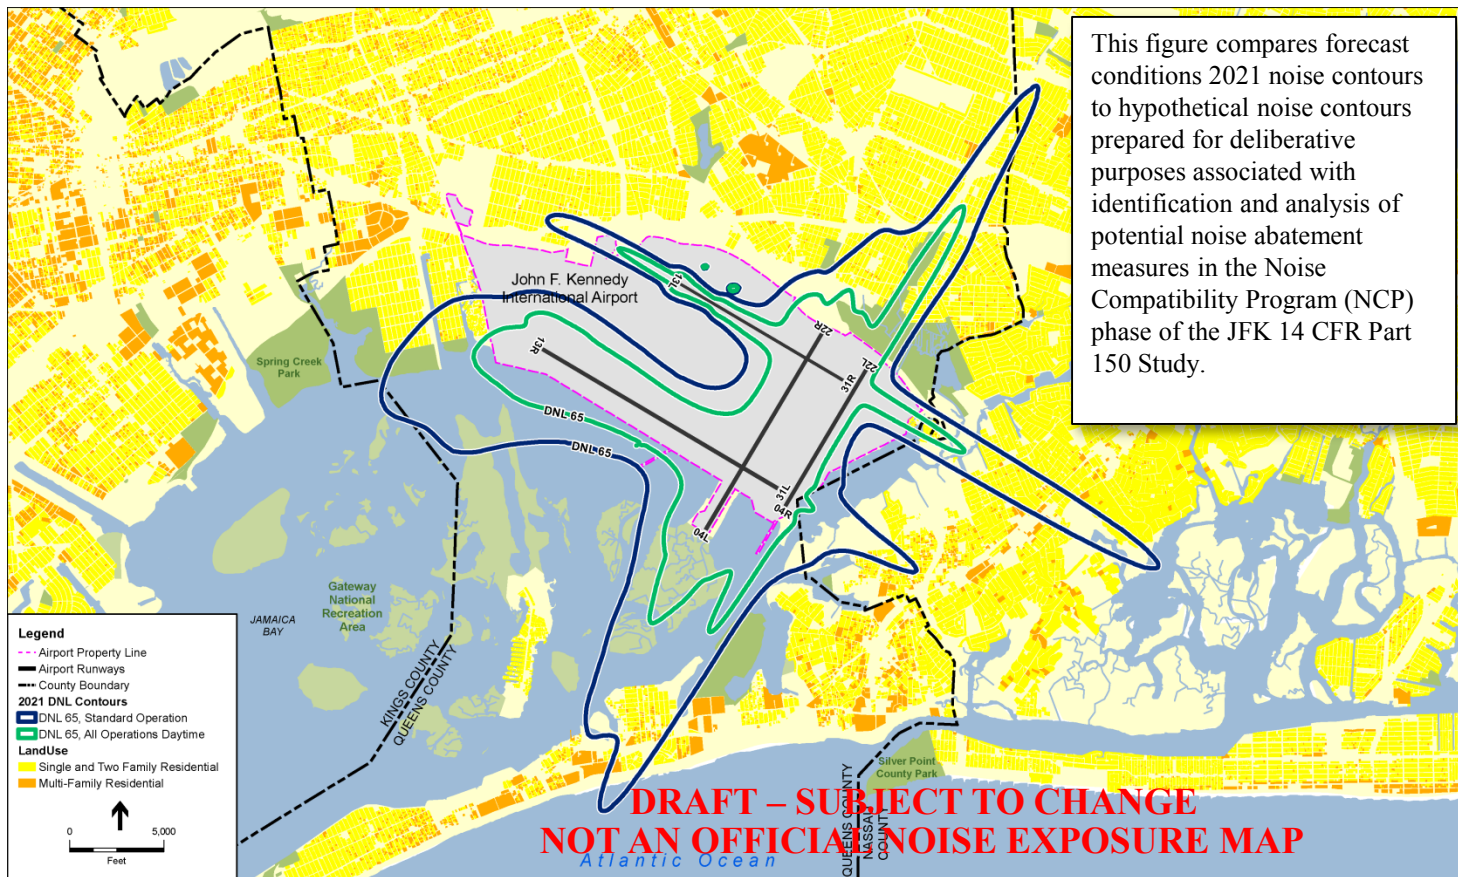 This figure compares forecast
conditions 2021 noise contours
to hypothetical noise contours
prepared for deliberative
purposes associated with
identification and analysis of
potential noise abatement
measures in the Noise
Compatibility Program (NCP)
phase of the JFK 14 CFR Part
150 Study.
John F. Kennedy
International Airport
13L
22R
22L
31R
13R
31L
04R
04L
DNL 65
DNL 65
Spring Creek
Park
Gateway
National
Recreation
Area
JAMAICA
BAY
KINGS COUNTY
QUEENS COUNTY
Silver Point
County Park
QUEENS COUNTY
NASSAU
COUNTY
Atlantic Ocean
DRAFT – SUBJECT TO CHANGE
NOT AN OFFICIAL NOISE EXPOSURE MAP
Legend
Airport Property Line
Airport Runways
County Boundary
2021 DNL Contours
DNL 65, Standard Operation
DNL 65, All Operations Daytime
LandUse
Single and Two Family Residential
Multi-Family Residential
0
5,000
Feet